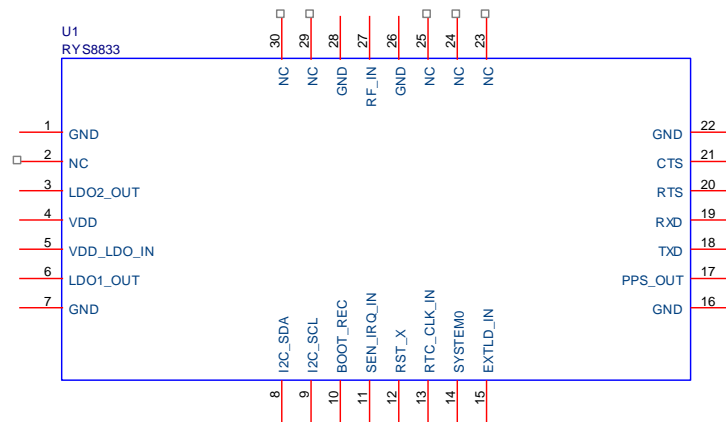 U1
RYS8833
30 29 28 27 26 25 24 23
NC NC GND RF_IN GND NC NC NC
1 GND
2 NC
3 LDO2_OUT
4 VDD
5 VDD_LDO_IN
6 LDO1_OUT
7 GND
GND 22
CTS 21
RTS 20
RXD 19
TXD 18
PPS_OUT 17
GND 16
I2C_SDA I2C_SCL BOOT_REC SEN_IRQ_IN RST_X RTC_CLK_IN SYSTEM0 EXTLD_IN
8 9 10 11 12 13 14 15